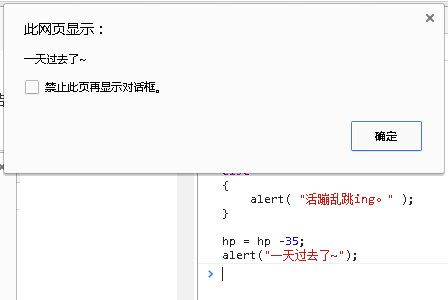 此网页显示：
一天过去了~
禁止此页再显示对话框。
确定
{
alert( "活蹦乱跳ing。" );
}
hp = hp -35;
alert("一天过去了~");